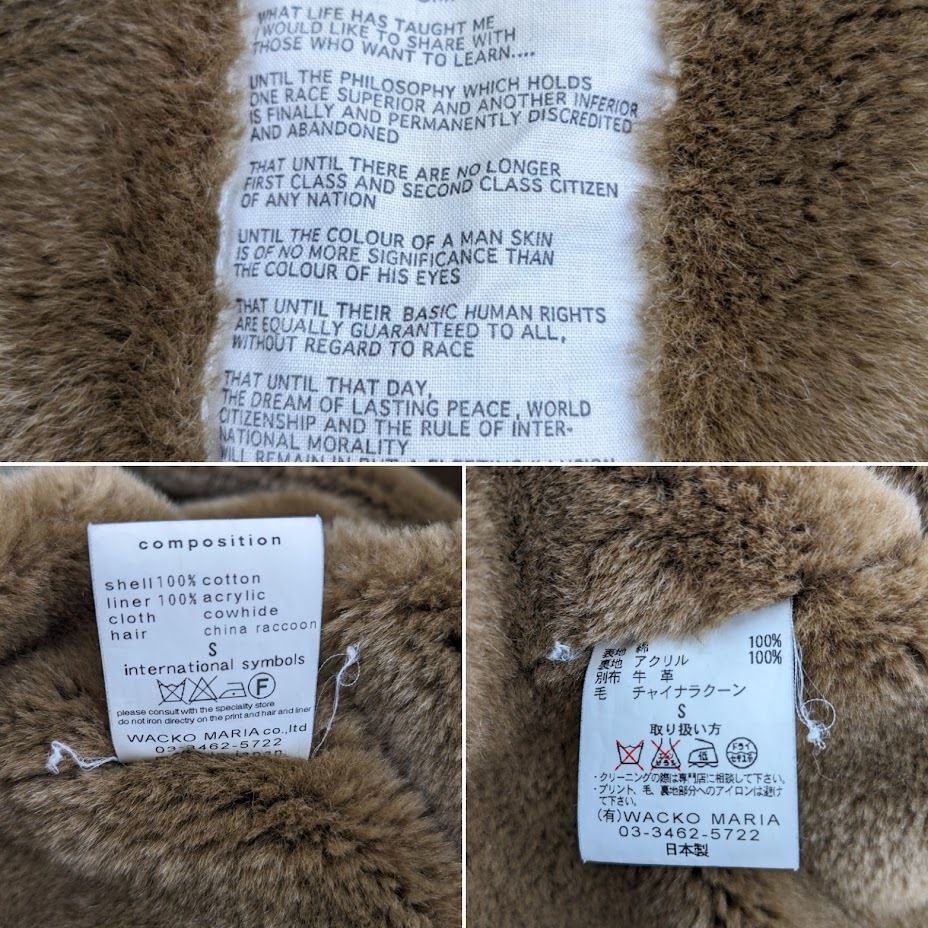 WHAT LIFE HAS TAUGHT ME
I WOULD LIKE TO SHARE WITH
THOSE WHO WANT TO LEARN....
UNTIL THE PHILOSOPHY WHICH HOLDS
ONE RACE SUPERIOR AND ANOTHER INFERIOR
IS FINALLY AND PERMANENTLY DISCREDITED
AND ABANDONED
THAT UNTIL THERE ARE NO LONGER
FIRST CLASS AND SECOND CLASS CITIZEN
OF ANY NATION
UNTIL THE COLOUR OF A MAN SKIN
IS OF NO MORE SIGNIFICANCE THAN
THE COLOUR OF HIS EYES
THAT UNTIL THEIR BASIC HUMAN RIGHTS
ARE EQUALLY GUARANTEED TO ALL,
WITHOUT REGARD TO RACE
THAT UNTIL THAT DAY,
THE DREAM OF LASTING PEACE, WORLD
CITIZENSHIP AND THE RULE OF INTER-
NATIONAL MORALITY
WILL REMAIN IN BUT A
composition
shell 100% cotton
liner 100% acrylic
cloth cowhide
hair china raccoon
S
international symbols
F
please consult with the specialty store
do not iron directry on the print and hair and liner
WACKO MARIA co.,ltd
03-3462-5722
japan
表地 綿 100%
裏地 アクリル 100%
別布 牛 革
毛 チャイナラクーン
S
取り扱い方
低 ドライ
・クリーニングの際は専門店に相談して下さい。
・プリント、毛、裏地部分へのアイロンは避け
て下さい。
(有)WACKO MARIA
03-3462-5722
日本製